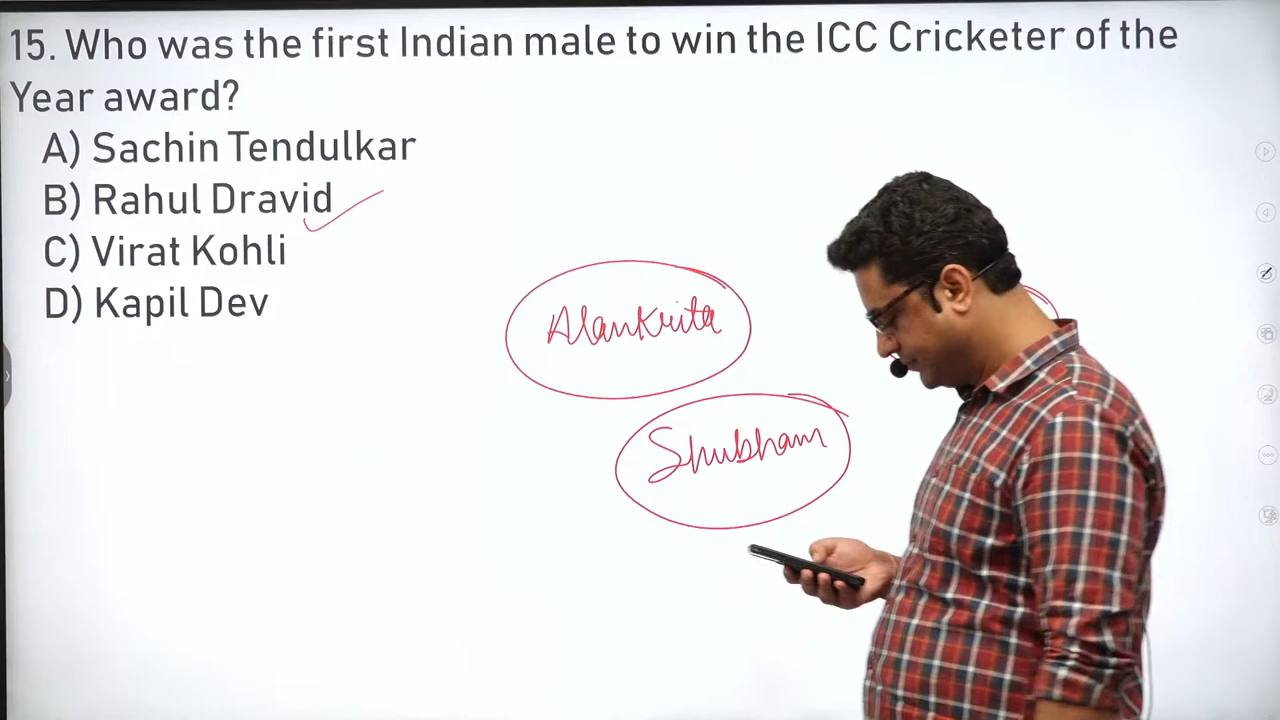 15. Who was the first Indian male to win the ICC Cricketer of the
Year award?
A) Sachin Tendulkar
B) Rahul Dravid
C) Virat Kohli
D) Kapil Dev
Alankrita
Shubham